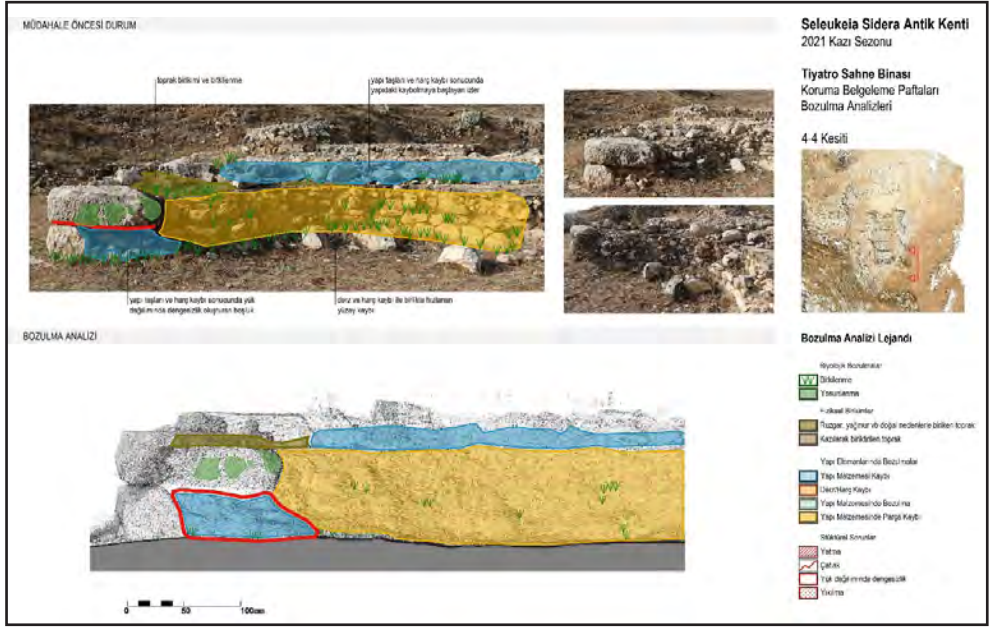 MÜDAHALE ÖNCESİ DURUM
toprak birikimi ve bitkilenme
yapı taşları ve harç kaybı sonucunda
yapıdaki kaybolmaya başlayan izler
yapı taşları ve harç kaybı sonucunda yük
dağılımında dengesizlik oluşturan boşluk
derz ve harç kaybı ile birlikte hızlanan
yüzey kaybı
BOZULMA ANALİZİ
0 50 100cm
Seleukeia Sidera Antik Kenti
2021 Kazı Sezonu
Tiyatro Sahne Binası
Koruma Belgeleme Paftaları
Bozulma Analizleri
4-4 Kesiti
Bozulma Analizi Lejandı
Biyolojik Bozulmalar
Bitkilenme
Yosunlanma
Fiziksel Birikimler
Rüzgar, yağmur vb doğal nedenlerle biriken toprak
Kazılarak biriktirilen toprak
Yapı Elemanlarında Bozulmalar
Yapı Malzemesi Kaybı
Derz/Harç Kaybı
Yapı Malzemesinde Bozulma
Yapı Malzemesinde Parça Kaybı
Strüktürel Sorunlar
Yatma
Çatlak
Yük dağılımında dengesizlik
Yıkılma